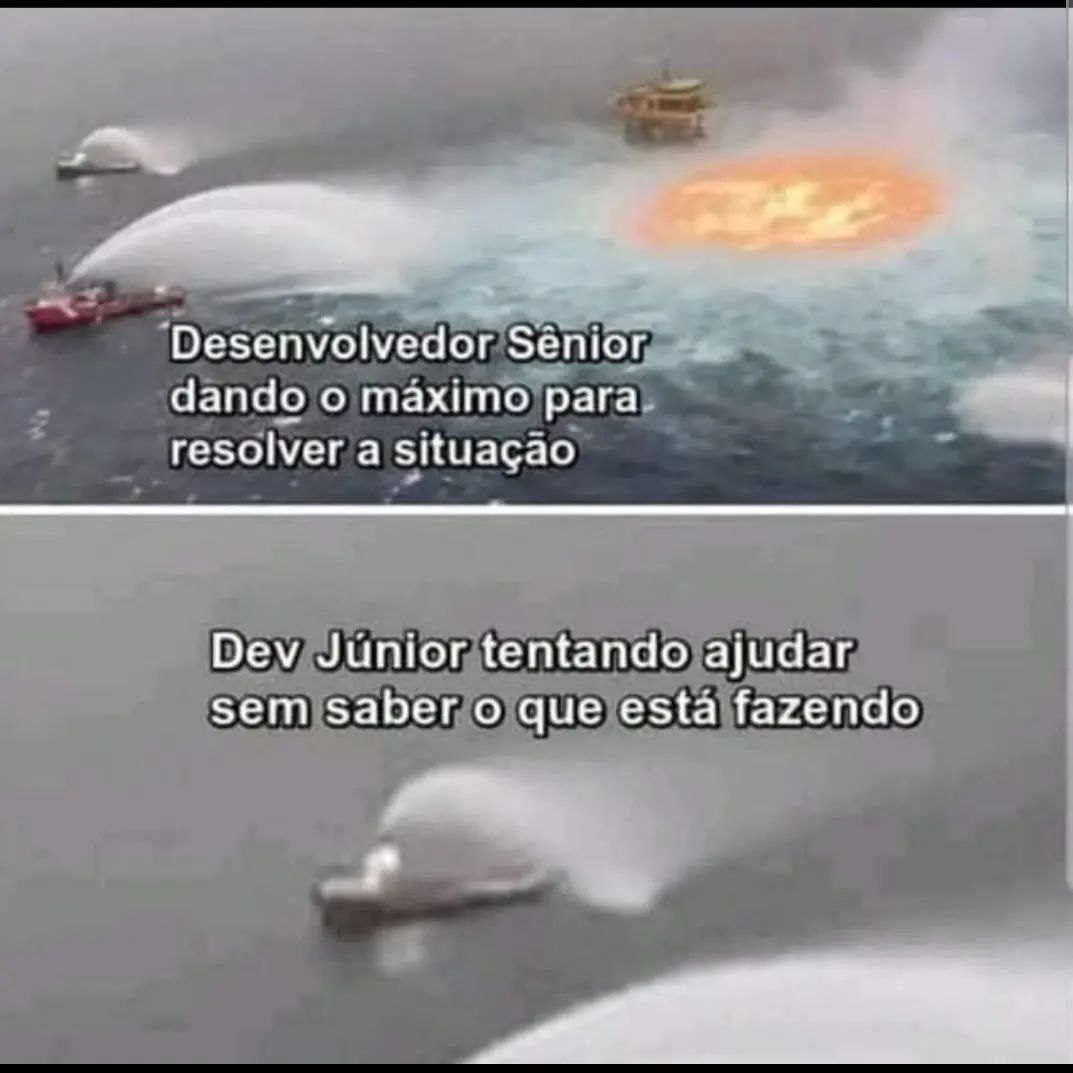 Desenvolvedor Sênior
dando o máximo para
resolver a situação
Dev Júnior tentando ajudar
sem saber o que está fazendo